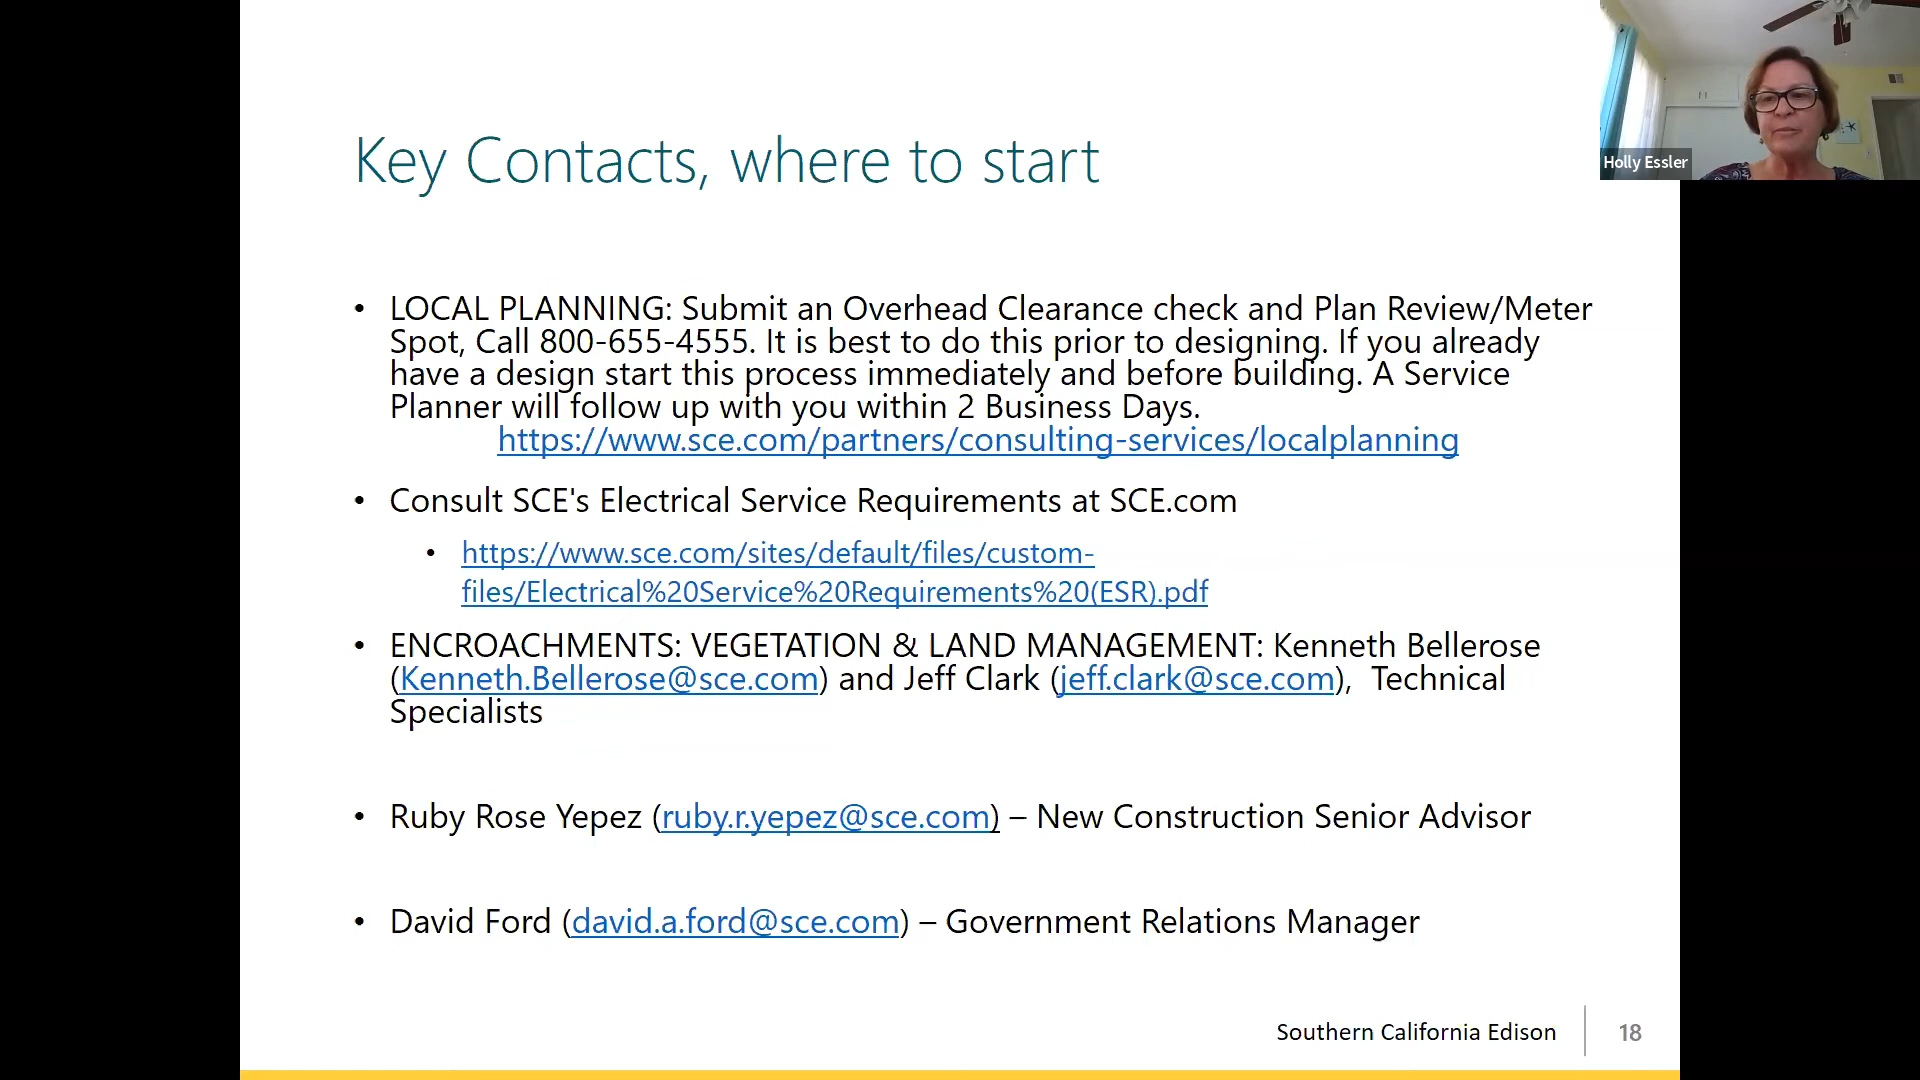 Holly Essler
Key Contacts, where to start
• LOCAL PLANNING: Submit an Overhead Clearance check and Plan Review/Meter
Spot, Call 800-655-4555. It is best to do this prior to designing. If you already
have a design start this process immediately and before building. A Service
Planner will follow up with you within 2 Business Days.
https://www.sce.com/partners/consulting-services/localplanning
• Consult SCE's Electrical Service Requirements at SCE.com
• https://www.sce.com/sites/default/files/custom-
files/Electrical%20Service%20Requirements%20(ESR).pdf
• ENCROACHMENTS: VEGETATION & LAND MANAGEMENT: Kenneth Bellerose
(Kenneth.Bellerose@sce.com) and Jeff Clark (jeff.clark@sce.com), Technical
Specialists
• Ruby Rose Yepez (ruby.r.yepez@sce.com) – New Construction Senior Advisor
• David Ford (david.a.ford@sce.com) – Government Relations Manager
Southern California Edison
18